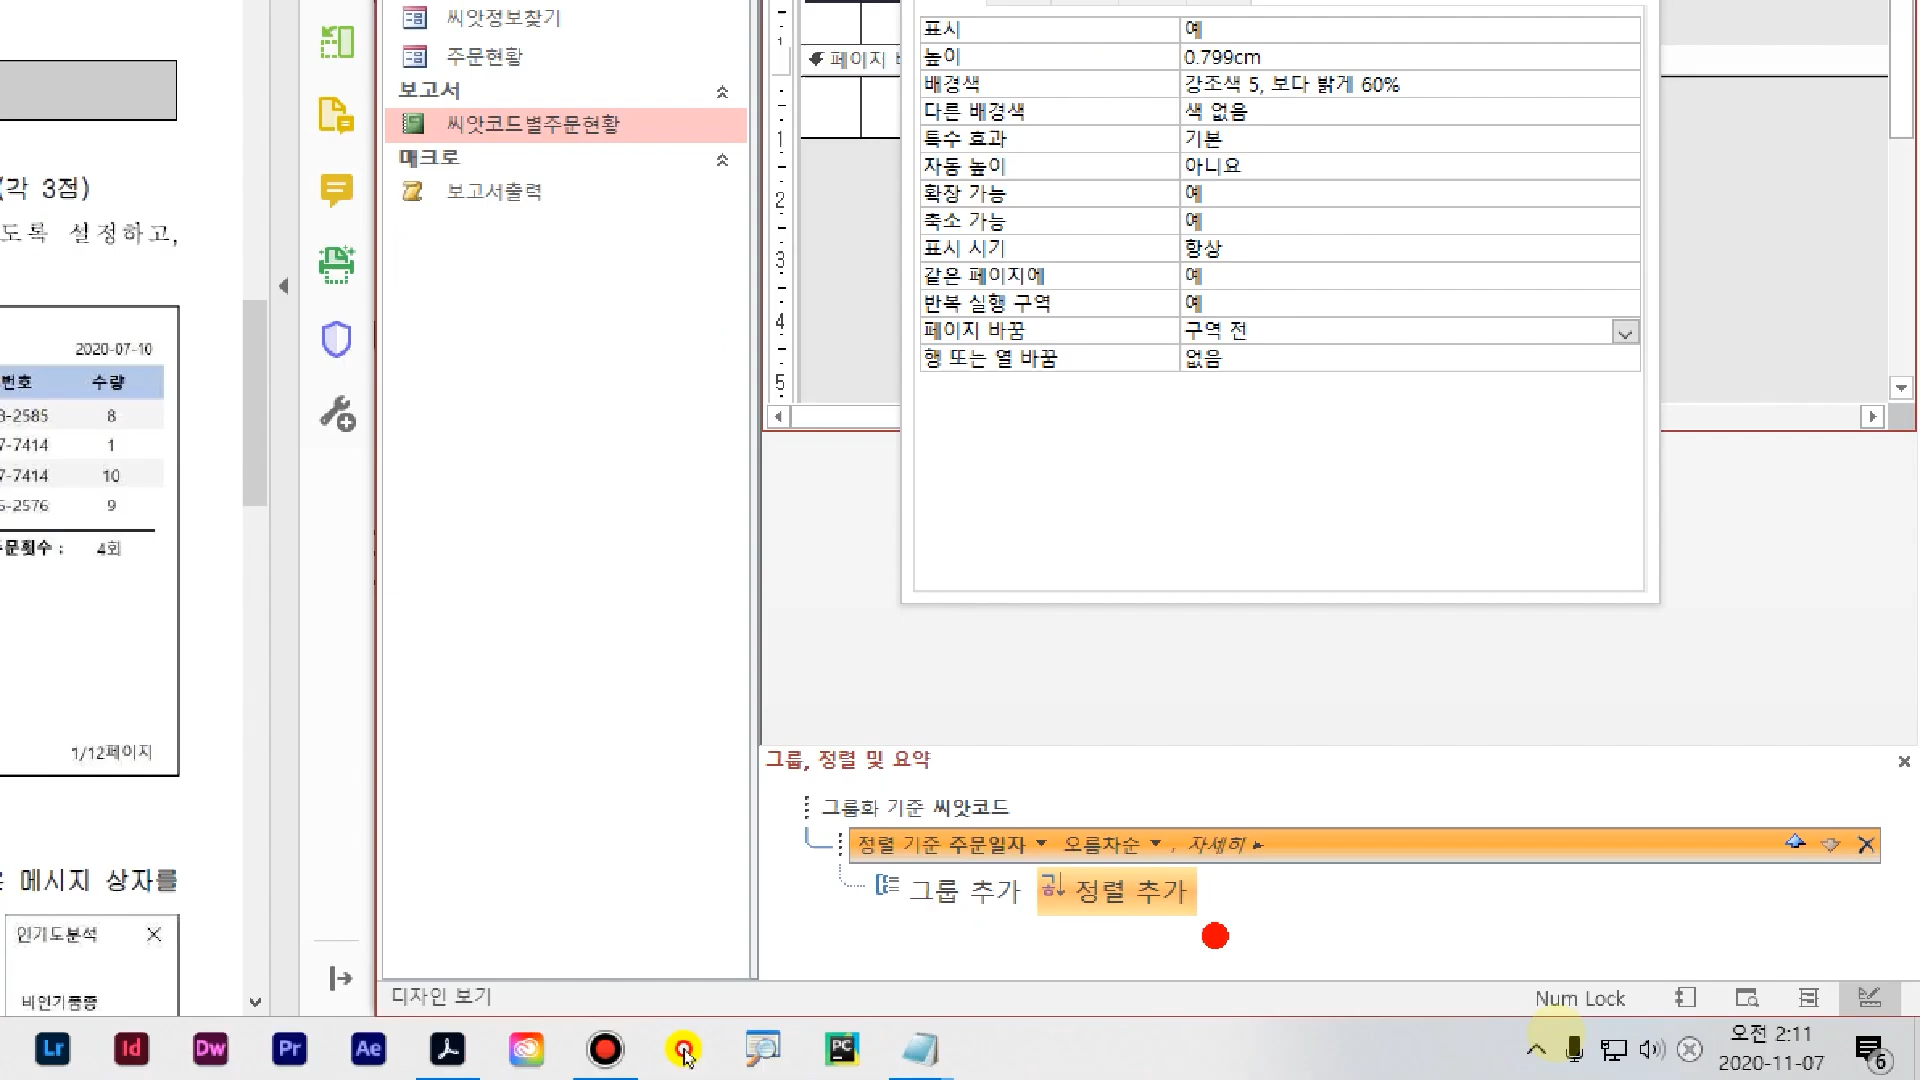 (각 3점)
도록 설정하고,
2020-07-10
번호 수량
3-2585 8
7-7414 1
7-7414 10
5-2576 9
주문횟수 : 4회
1/12페이지
메시지 상자를
인기도분석
비인기품종
씨앗정보찾기
주문현황
보고서
씨앗코드별주문현황
매크로
보고서출력
페이지
1
1
2
3
4
5
표시 예
높이 0.799cm
배경색 강조색 5, 보다 밝게 60%
다른 배경색 색 없음
특수 효과 기본
자동 높이 아니요
확장 가능 예
축소 가능 예
표시 시기 항상
같은 페이지에 예
반복 실행 구역 예
페이지 바꿈 구역 전
행 또는 열 바꿈 없음
그룹, 정렬 및 요약
그룹화 기준 씨앗코드
정렬 기준 주문일자 오름차순 , 자세히
그룹 추가 정렬 추가
디자인 보기
Num Lock
Lr Id Dw Pr Ae PC
오전 2:11
2020-11-07
6